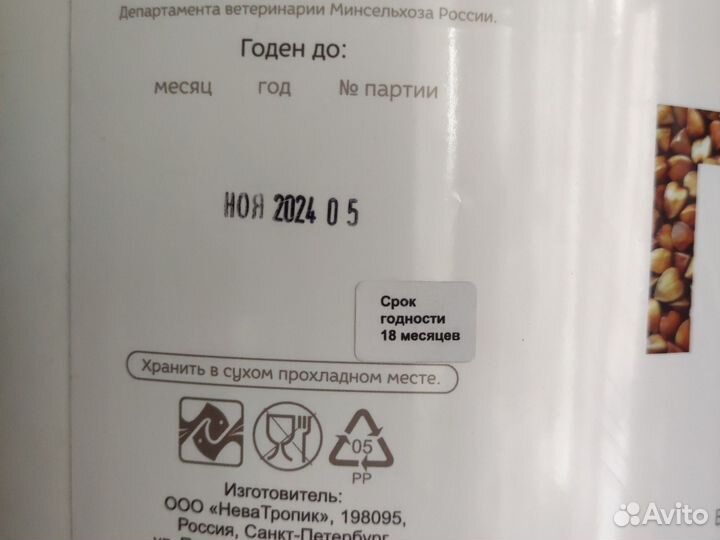 Департамента ветеринарии Минсельхоза России.
Годен до:
месяц год № партии
НОЯ 2024 0 5
Срок
годности
18 месяцев
Хранить в сухом прохладном месте.
05
PP
Изготовитель:
ООО «НеваТропик», 198095,
Россия, Санкт-Петербург
Avito